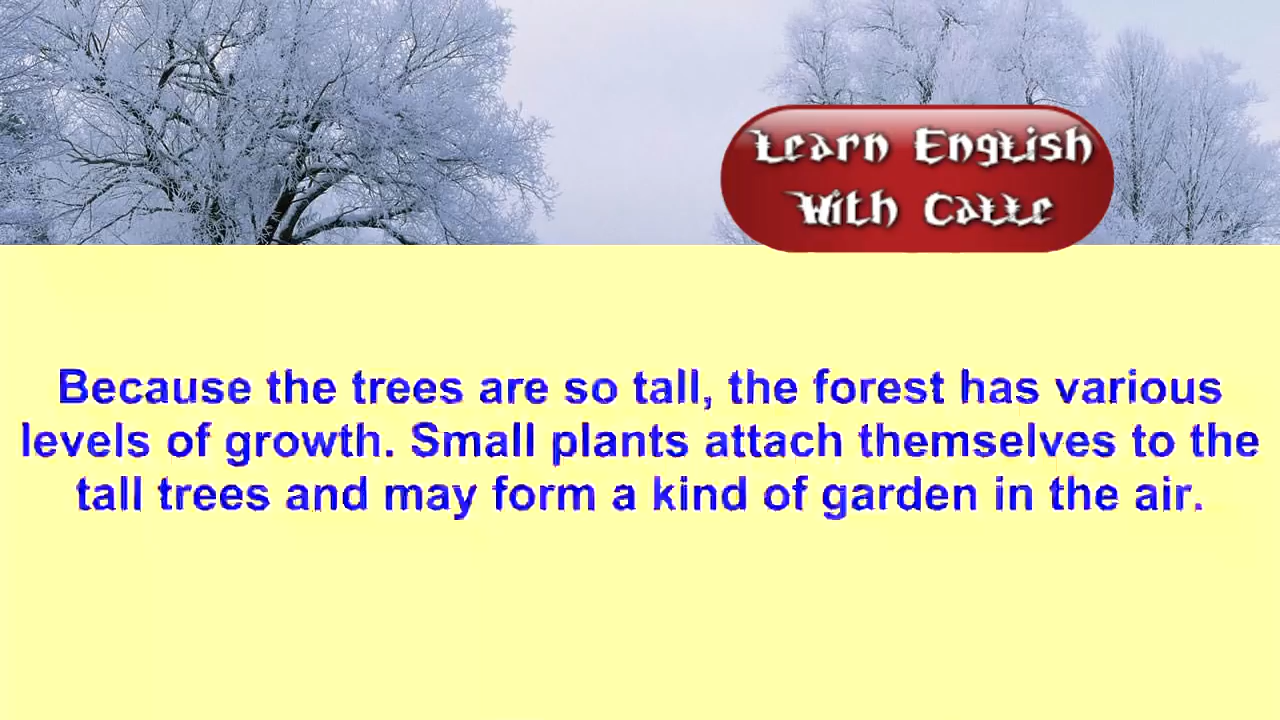 Learn English
With Catte
Because the trees are so tall, the forest has various
levels of growth. Small plants attach themselves to the
tall trees and may form a kind of garden in the air.